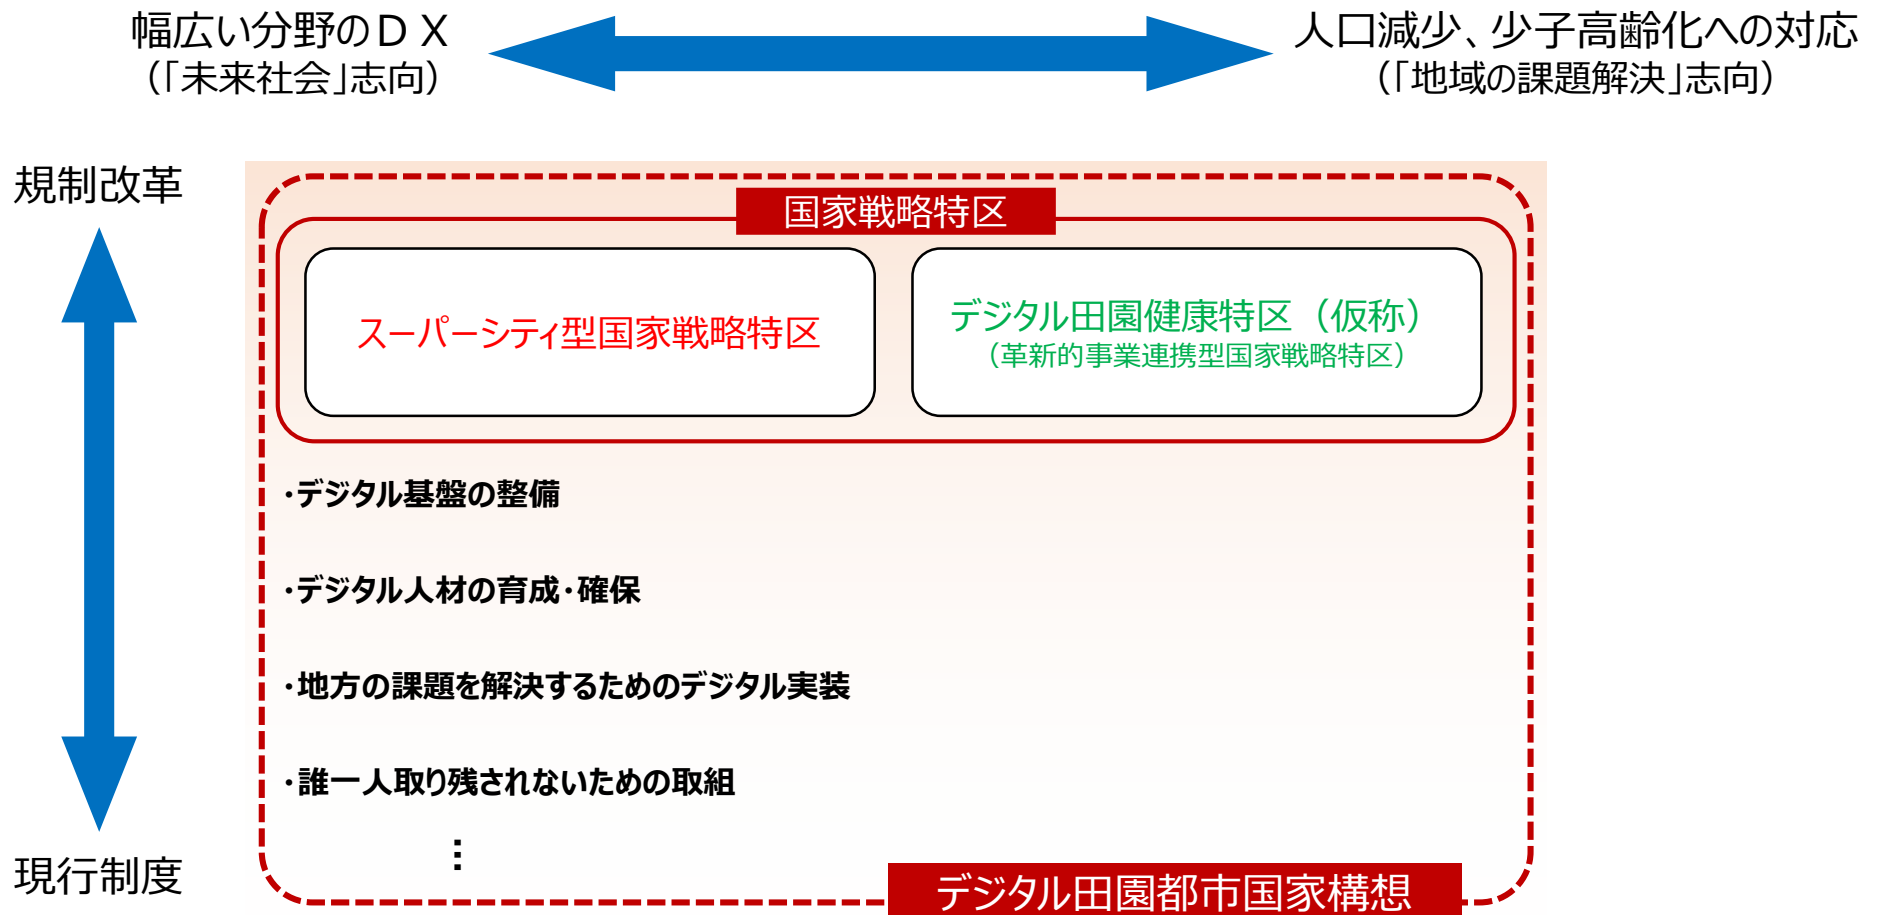 幅広い分野のＤＸ
（「未来社会」志向）
人口減少、少子高齢化への対応
（「地域の課題解決」志向）
規制改革
国家戦略特区
スーパーシティ型国家戦略特区
デジタル田園健康特区（仮称）
（革新的事業連携型国家戦略特区）
・デジタル基盤の整備
・デジタル人材の育成・確保
・地方の課題を解決するためのデジタル実装
・誰一人取り残されないための取組
…
現行制度
デジタル田園都市国家構想